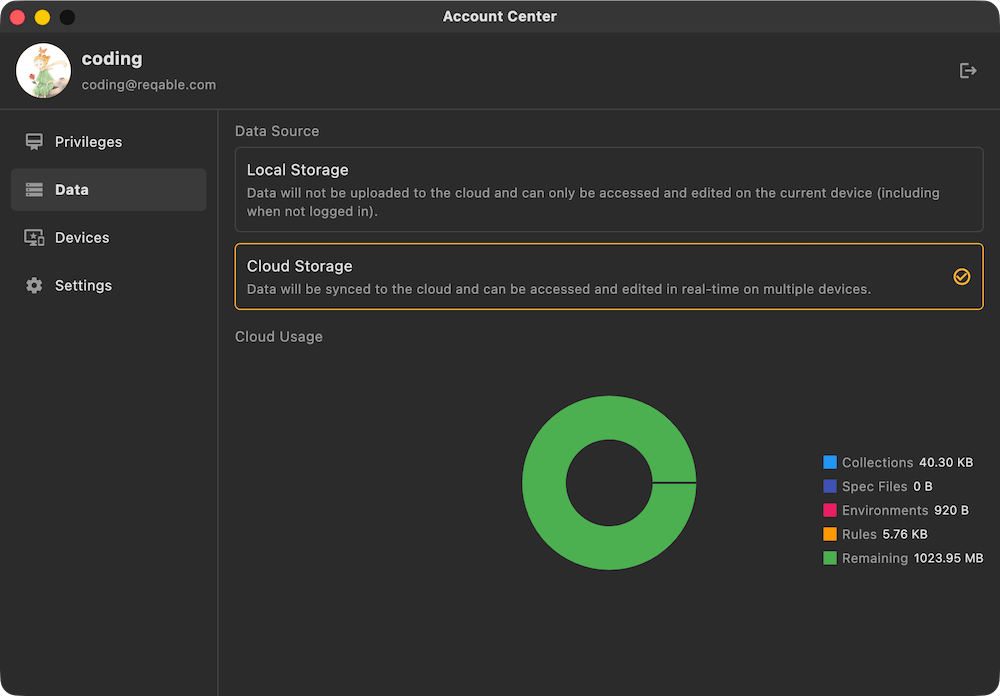 Account Center
coding
coding@reqable.com
Privileges
Data
Devices
Settings
Data Source
Local Storage
Data will not be uploaded to the cloud and can only be accessed and edited on the current device (including
when not logged in).
Cloud Storage
Data will be synced to the cloud and can be accessed and edited in real-time on multiple devices.
Cloud Usage
Collections 40.30 KB
Spec Files 0 B
Environments 920 B
Rules 5.76 KB
Remaining 1023.95 MB